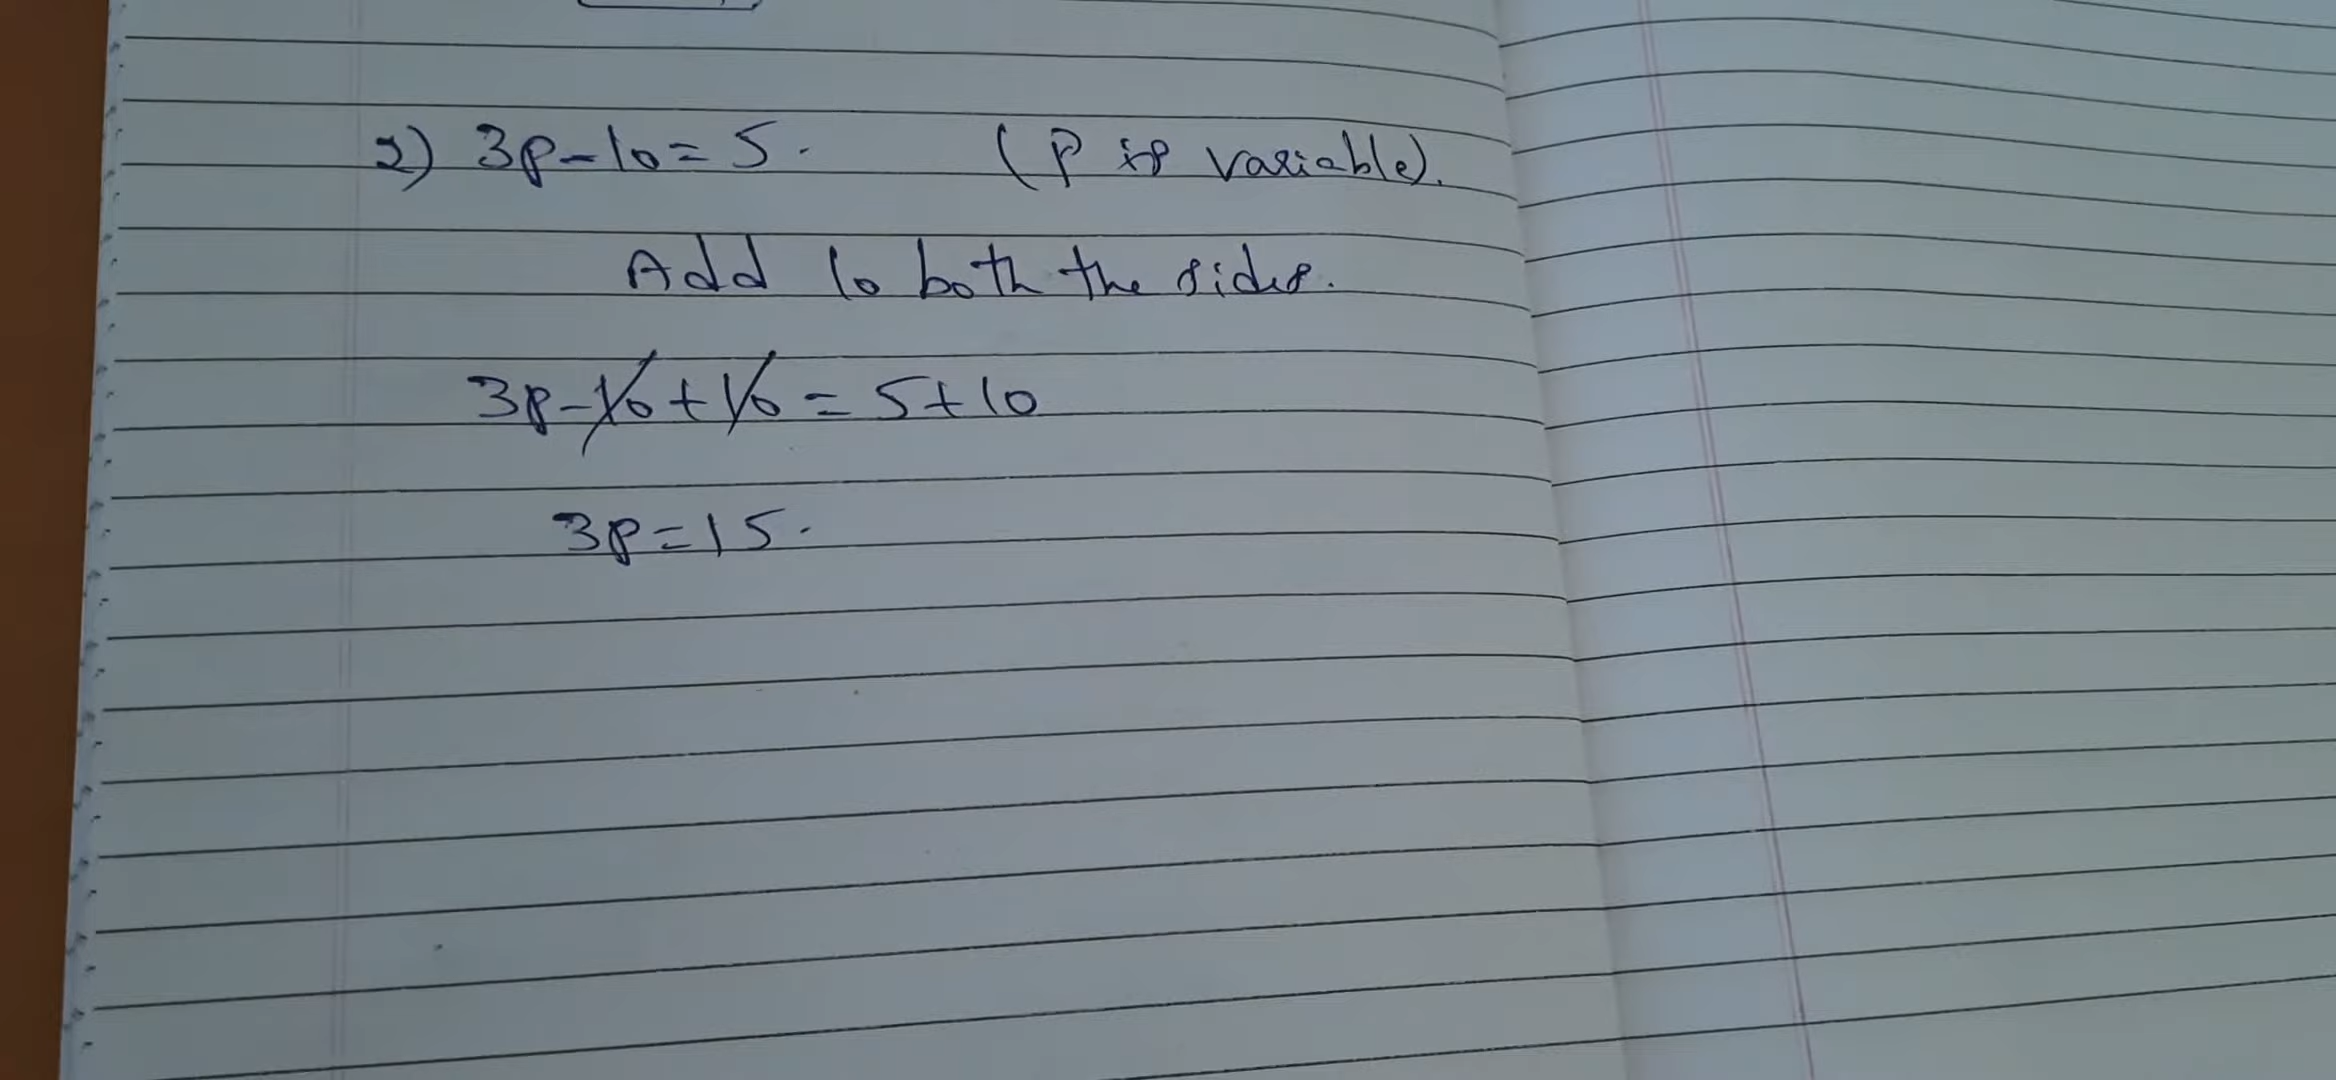 2) 3p-10=5. (P is variable).
Add 10 both the sides.
3p-10+10=5+10
3p=15.